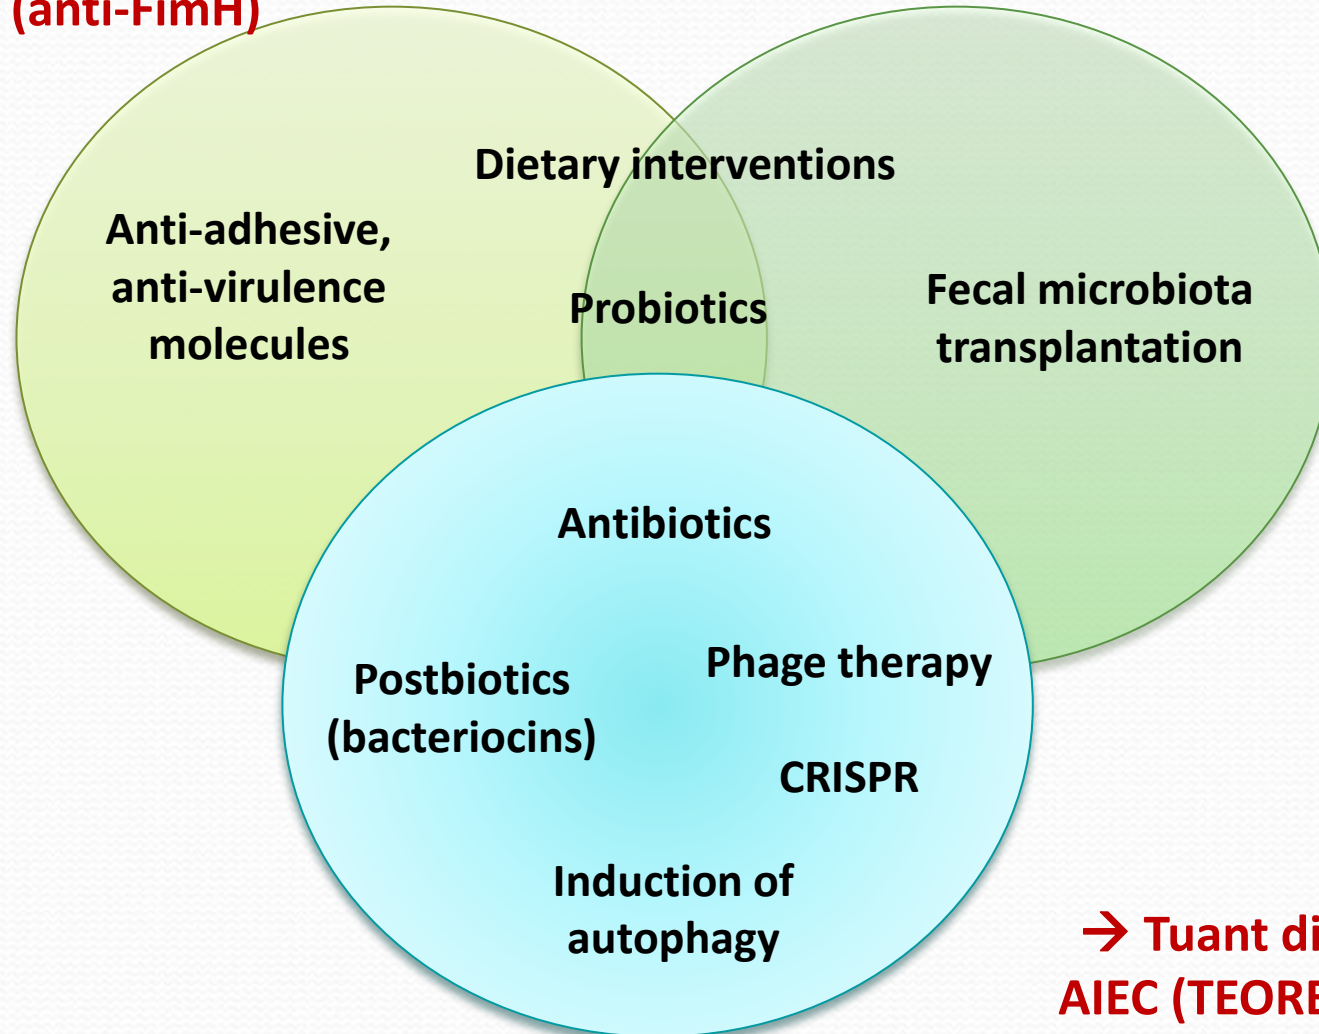 (anti-FimH)
Dietary interventions
Anti-adhesive,
anti-virulence
molecules
Probiotics
Fecal microbiota
transplantation
Antibiotics
Postbiotics
(bacteriocins)
Phage therapy
CRISPR
Induction of
autophagy
→ Tuant di
AIEC (TEORE